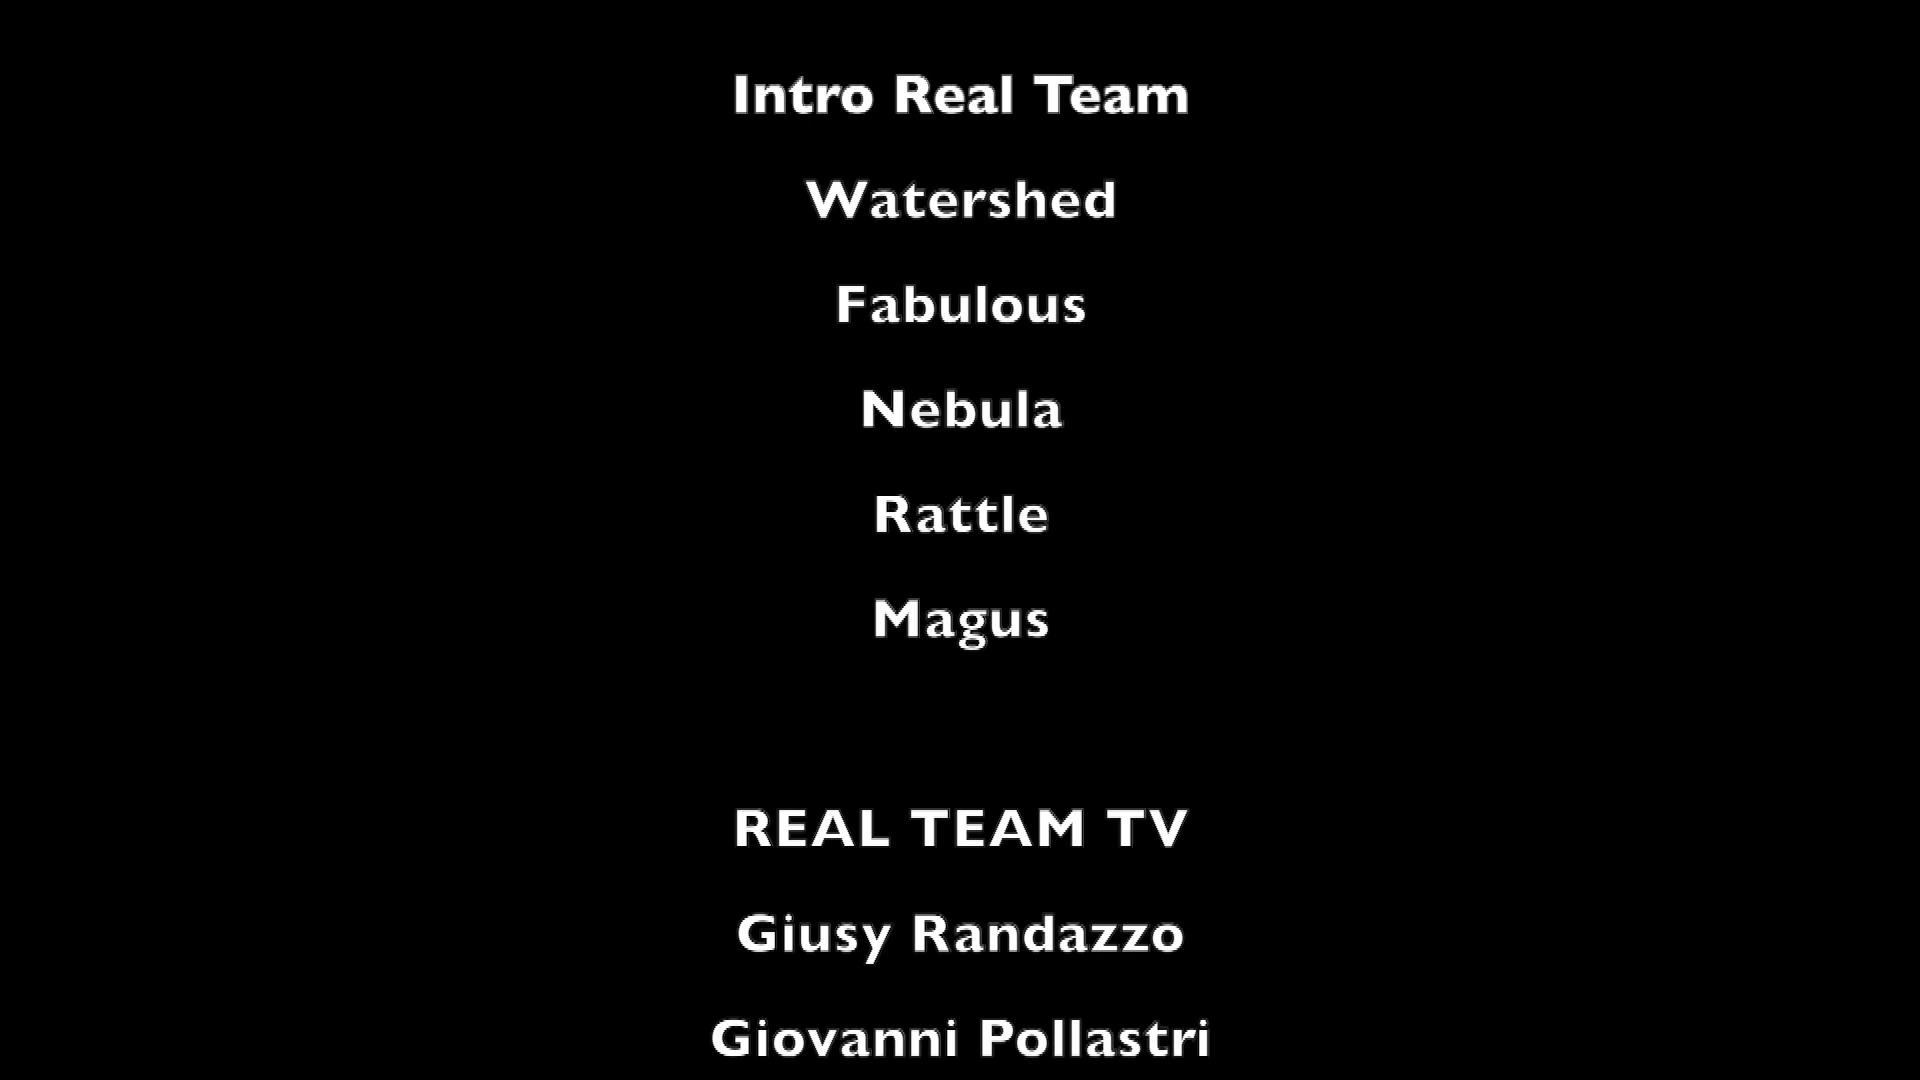 Intro Real Team
Watershed
Fabulous
Nebula
Rattle
Magus
REAL TEAM TV
Giusy Randazzo
Giovanni Pollastri